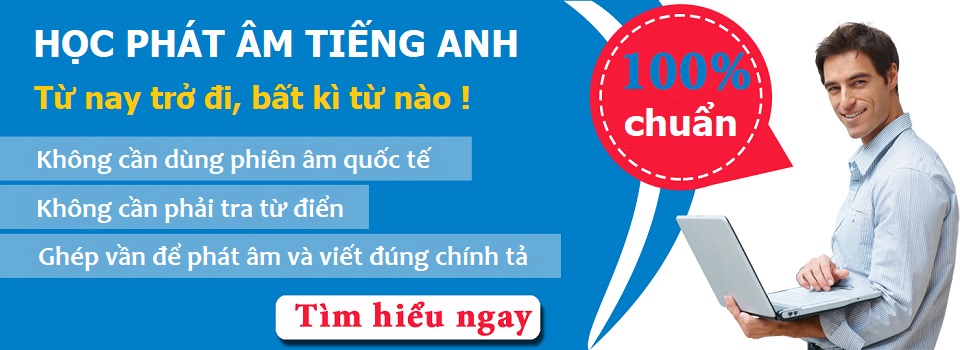 HỌC PHÁT ÂM TIẾNG ANH
Từ nay trở đi, bất kì từ nào !
Không cần dùng phiên âm quốc tế
Không cần phải tra từ điển
Ghép vần để phát âm và viết đúng chính tả
Tìm hiểu ngay
100%
chuẩn